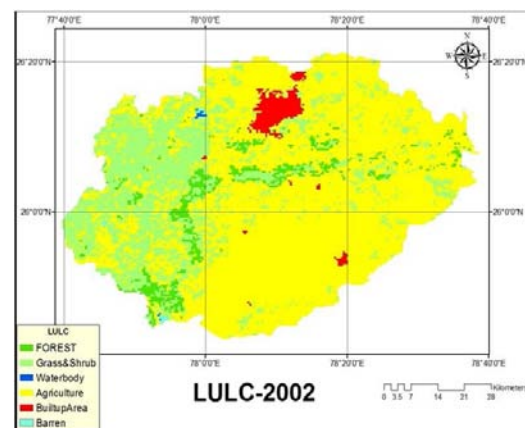 77°40'0"E 78°0'0"E 78°20'0"E 78°40'0"E
26°20'0"N 26°20'0"N
N
W E
S
26°0'0"N 26°0'0"N
LULC
FOREST
Grass&Shrub
Waterbody
Agriculture
BuiltupArea
Barren
78°0'0"E 78°20'0"E 78°40'0"E
LULC-2002
Kilometers
0 3.5 7 14 21 28